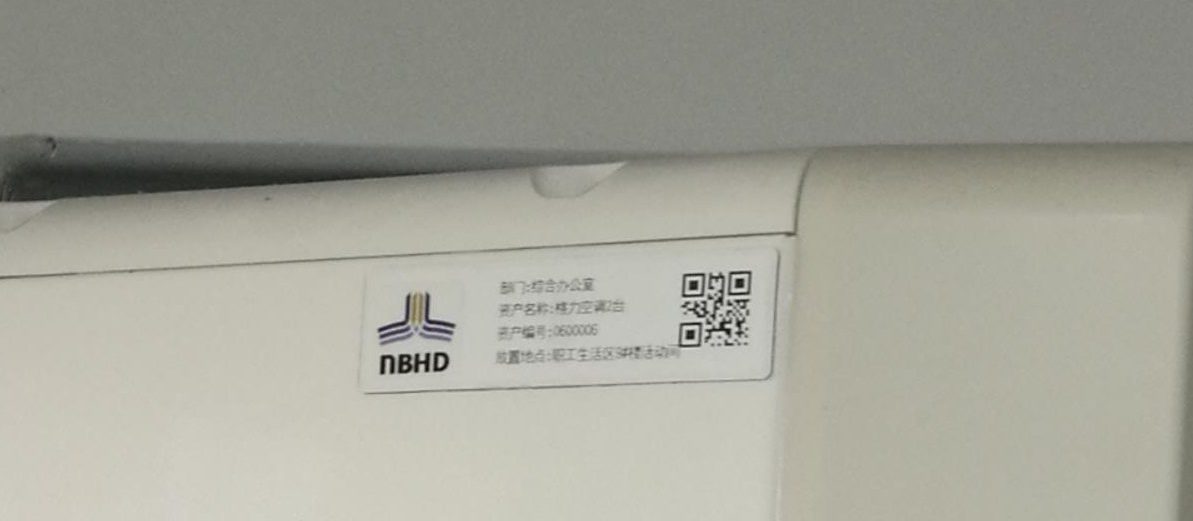 部门:综合办公室
资产名称:格力空调2台
资产编号:0600006
放置地点:职工生活区9#楼活动间
NBHD